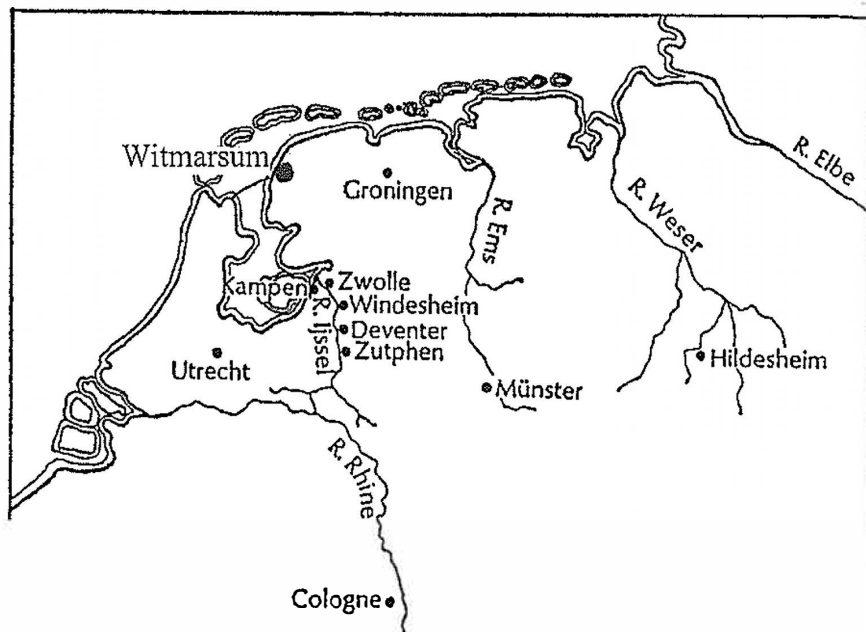 Witmarsum
Groningen
R. Elbe
R. Weser
R. Ems
Kampen
Zwolle
R. Ijssel
Windesheim
Deventer
Zutphen
Utrecht
Münster
Hildesheim
R. Rhine
Cologne